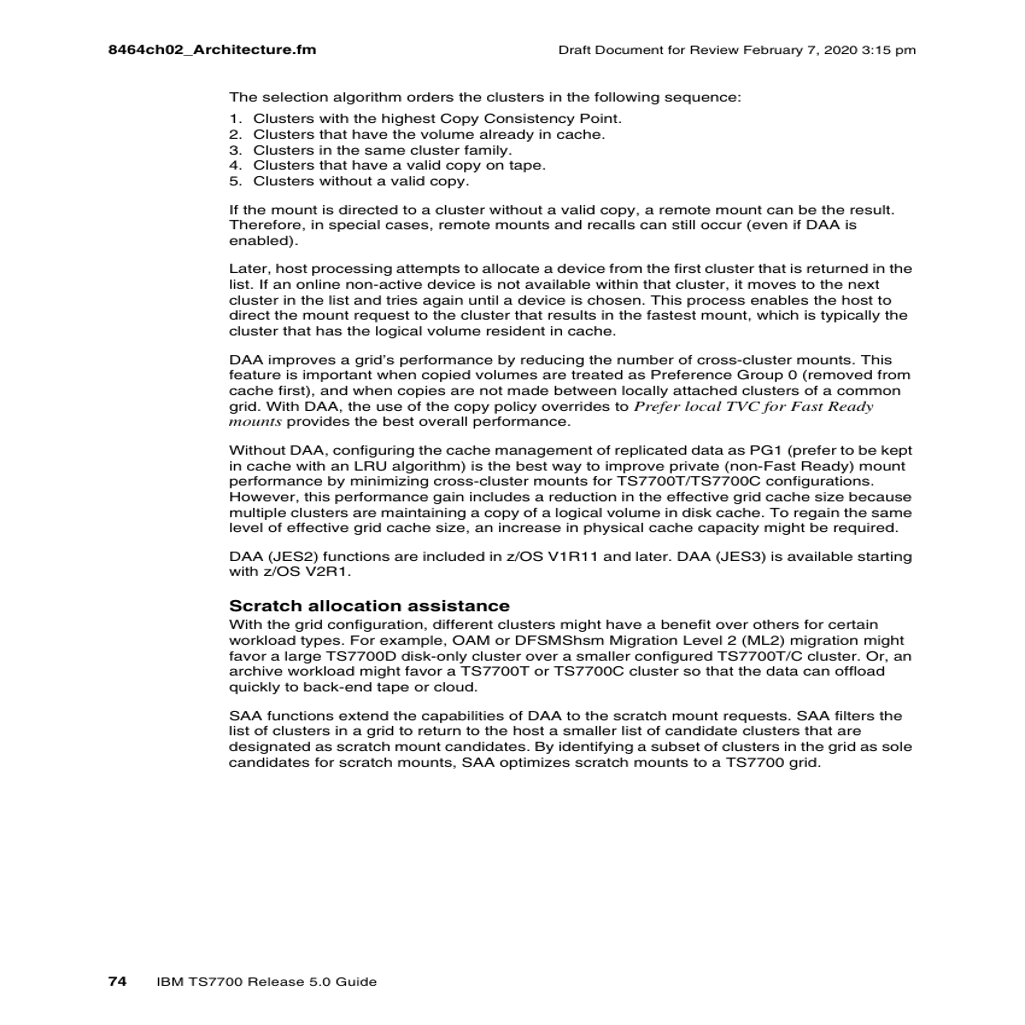 8464ch02_Architecture.fm
Draft Document for Review February 7, 2020 3:15 pm
The selection algorithm orders the clusters in the following sequence:
1. Clusters with the highest Copy Consistency Point.
2. Clusters that have the volume already in cache.
3. Clusters in the same cluster family.
4. Clusters that have a valid copy on tape.
5. Clusters without a valid copy.
If the mount is directed to a cluster without a valid copy, a remote mount can be the result.
Therefore, in special cases, remote mounts and recalls can still occur (even if DAA is
enabled).
Later, host processing attempts to allocate a device from the first cluster that is returned in the
list. If an online non-active device is not available within that cluster, it moves to the next
cluster in the list and tries again until a device is chosen. This process enables the host to
direct the mount request to the cluster that results in the fastest mount, which is typically the
cluster that has the logical volume resident in cache.
DAA improves a grid's performance by reducing the number of cross-cluster mounts. This
feature is important when copied volumes are treated as Preference Group 0 (removed from
cache first), and when copies are not made between locally attached clusters of a common
grid. With DAA, the use of the copy policy overrides to Prefer local TVC for Fast Ready
mounts provides the best overall performance.
Without DAA, configuring the cache management of replicated data as PG1 (prefer to be kept
in cache with an LRU algorithm) is the best way to improve private (non-Fast Ready) mount
performance by minimizing cross-cluster mounts for TS7700T/TS7700C configurations.
However, this performance gain includes a reduction in the effective grid cache size because
multiple clusters are maintaining a copy of a logical volume in disk cache. To regain the same
level of effective grid cache size, an increase in physical cache capacity might be required.
DAA (JES2) functions are included in z/OS V1R11 and later. DAA (JES3) is available starting
with z/OS V2R1.
Scratch allocation assistance
With the grid configuration, different clusters might have a benefit over others for certain
workload types. For example, OAM or DFSMShsm Migration Level 2 (ML2) migration might
favor a large TS7700D disk-only cluster over a smaller configured TS7700T/C cluster. Or, an
archive workload might favor a TS7700T or TS7700C cluster so that the data can offload
quickly to back-end tape or cloud.
SAA functions extend the capabilities of DAA to the scratch mount requests. SAA filters the
list of clusters in a grid to return to the host a smaller list of candidate clusters that are
designated as scratch mount candidates. By identifying a subset of clusters in the grid as sole
candidates for scratch mounts, SAA optimizes scratch mounts to a TS7700 grid.
74 IBM TS7700 Release 5.0 Guide